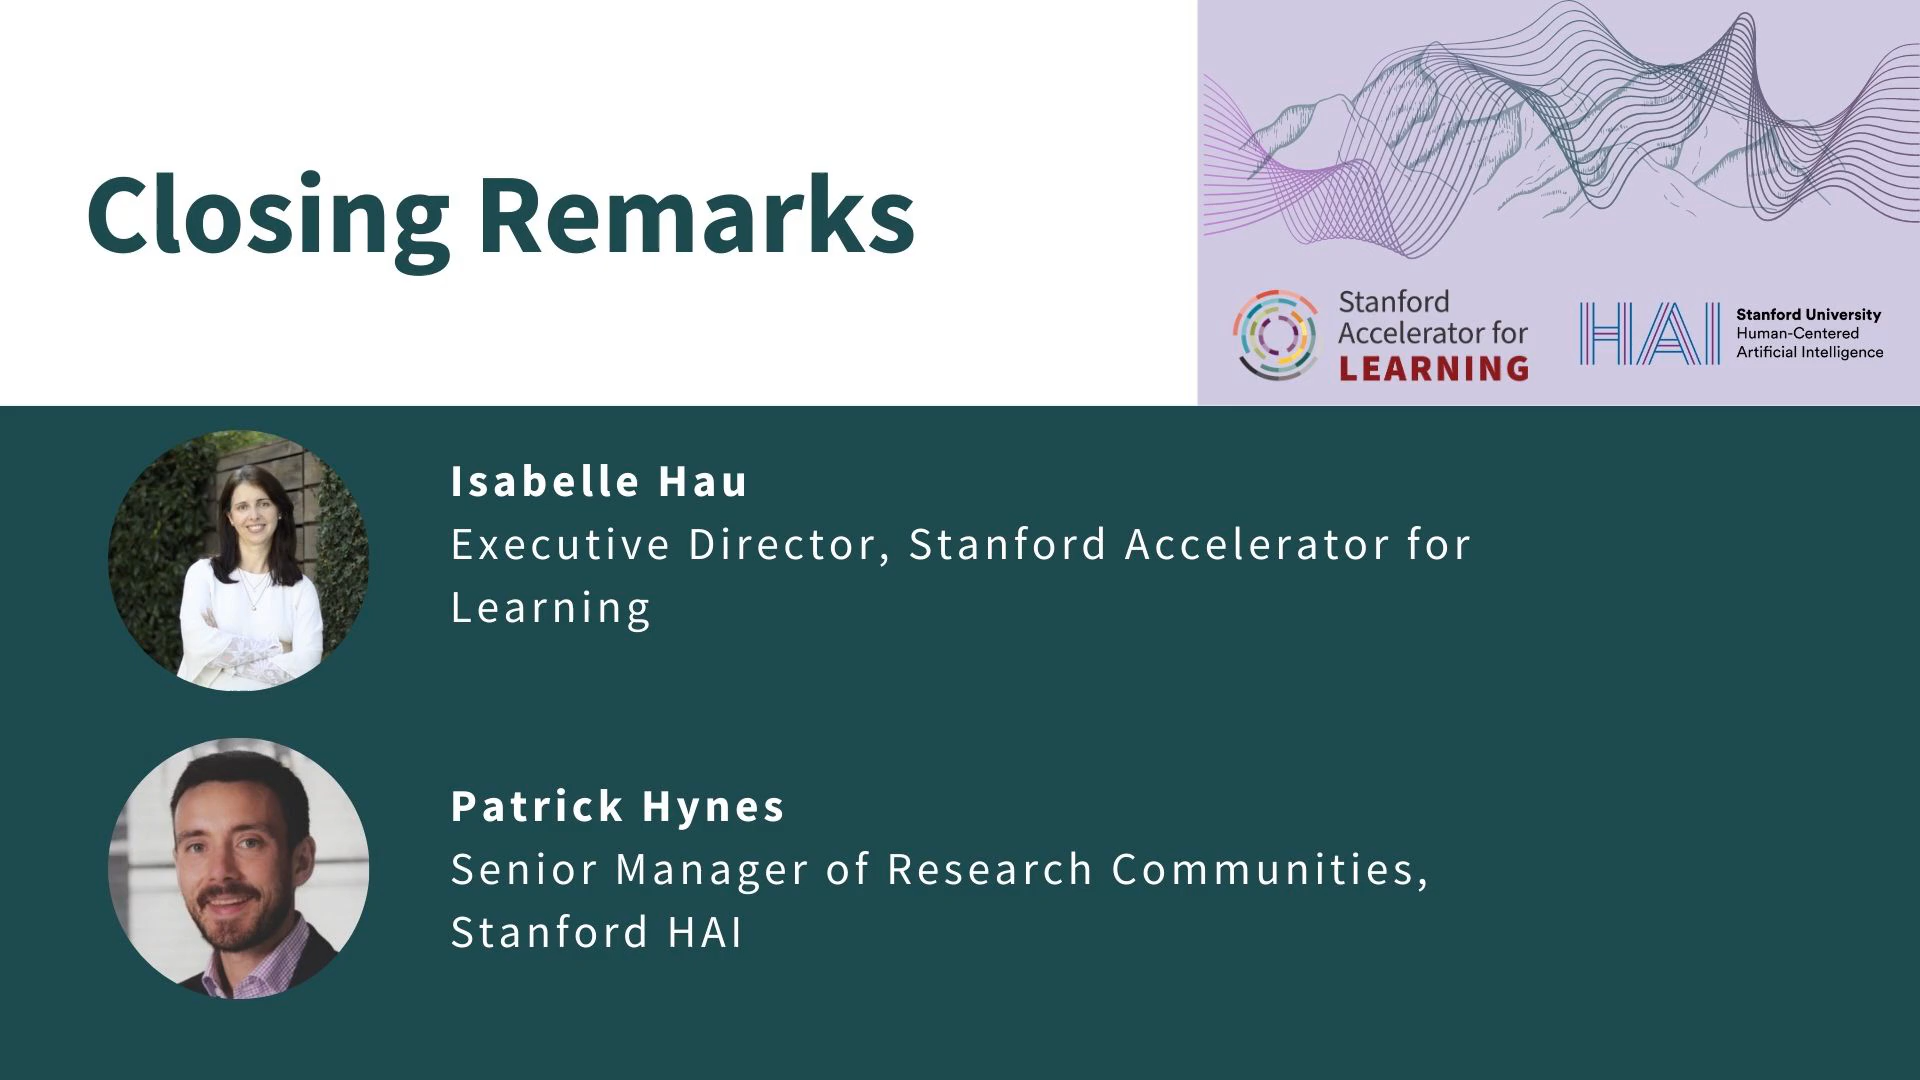 Closing Remarks
Stanford
Accelerator for
LEARNING
HAI
Stanford University
Human-Centered
Artificial Intelligence
Isabelle Hau
Executive Director, Stanford Accelerator for
Learning
Patrick Hynes
Senior Manager of Research Communities,
Stanford HAI